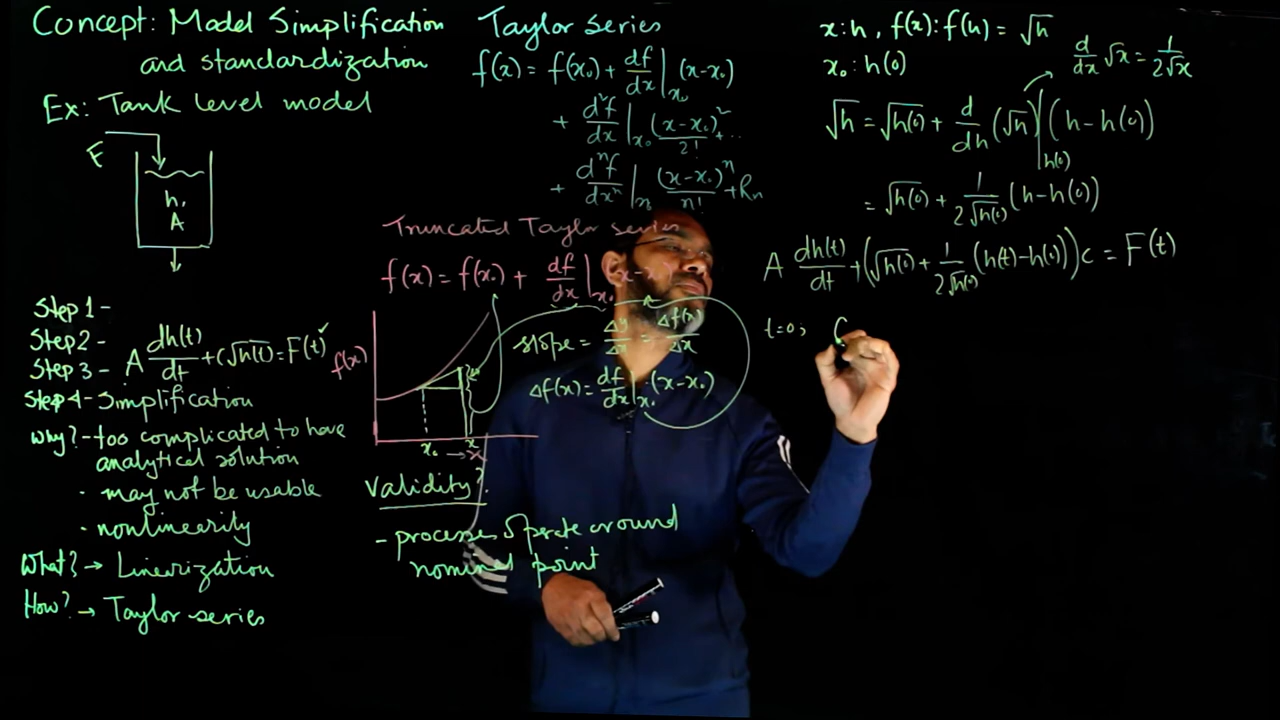 Concept: Model Simplification
and standardization
Ex: Tank level model
F
h,
A
Step 1 -
Step 2 -
Step 3 - A dh(t)/dt + c√h(t) = F(t) ✓
Step 4 - Simplification
Why? - too complicated to have
analytical solution
· may not be usable
· nonlinearity
What? → Linearization
How? → Taylor series
Taylor series
f(x) = f(x₀) + df/dx |x₀ (x-x₀)
+ d²f/dx |x₀ (x-x₀)²/2! + ...
+ dⁿf/dxⁿ |x₀ (x-x₀)ⁿ/n! + Rn
Truncated Taylor series
f(x) = f(x₀) + df/dx |x₀
f(x)
x₀ → x
x
slope = Δy/Δx = Δf(x)/Δx
Δf(x) = df/dx |x₀ · (x-x₀)
Validity?
- processes operate around
nominal point
x: h, f(x): f(h) = √h
x₀: h(0)
d/dx √x = 1/2√x
√h = √h(0) + d/dh (√h) |h(0) (h - h(0))
= √h(0) + 1/2√h(0) (h - h(0))
A dh(t)/dt + (√h(0) + 1/2√h(0) (h(t) - h(0))) c = F(t)
t=0;